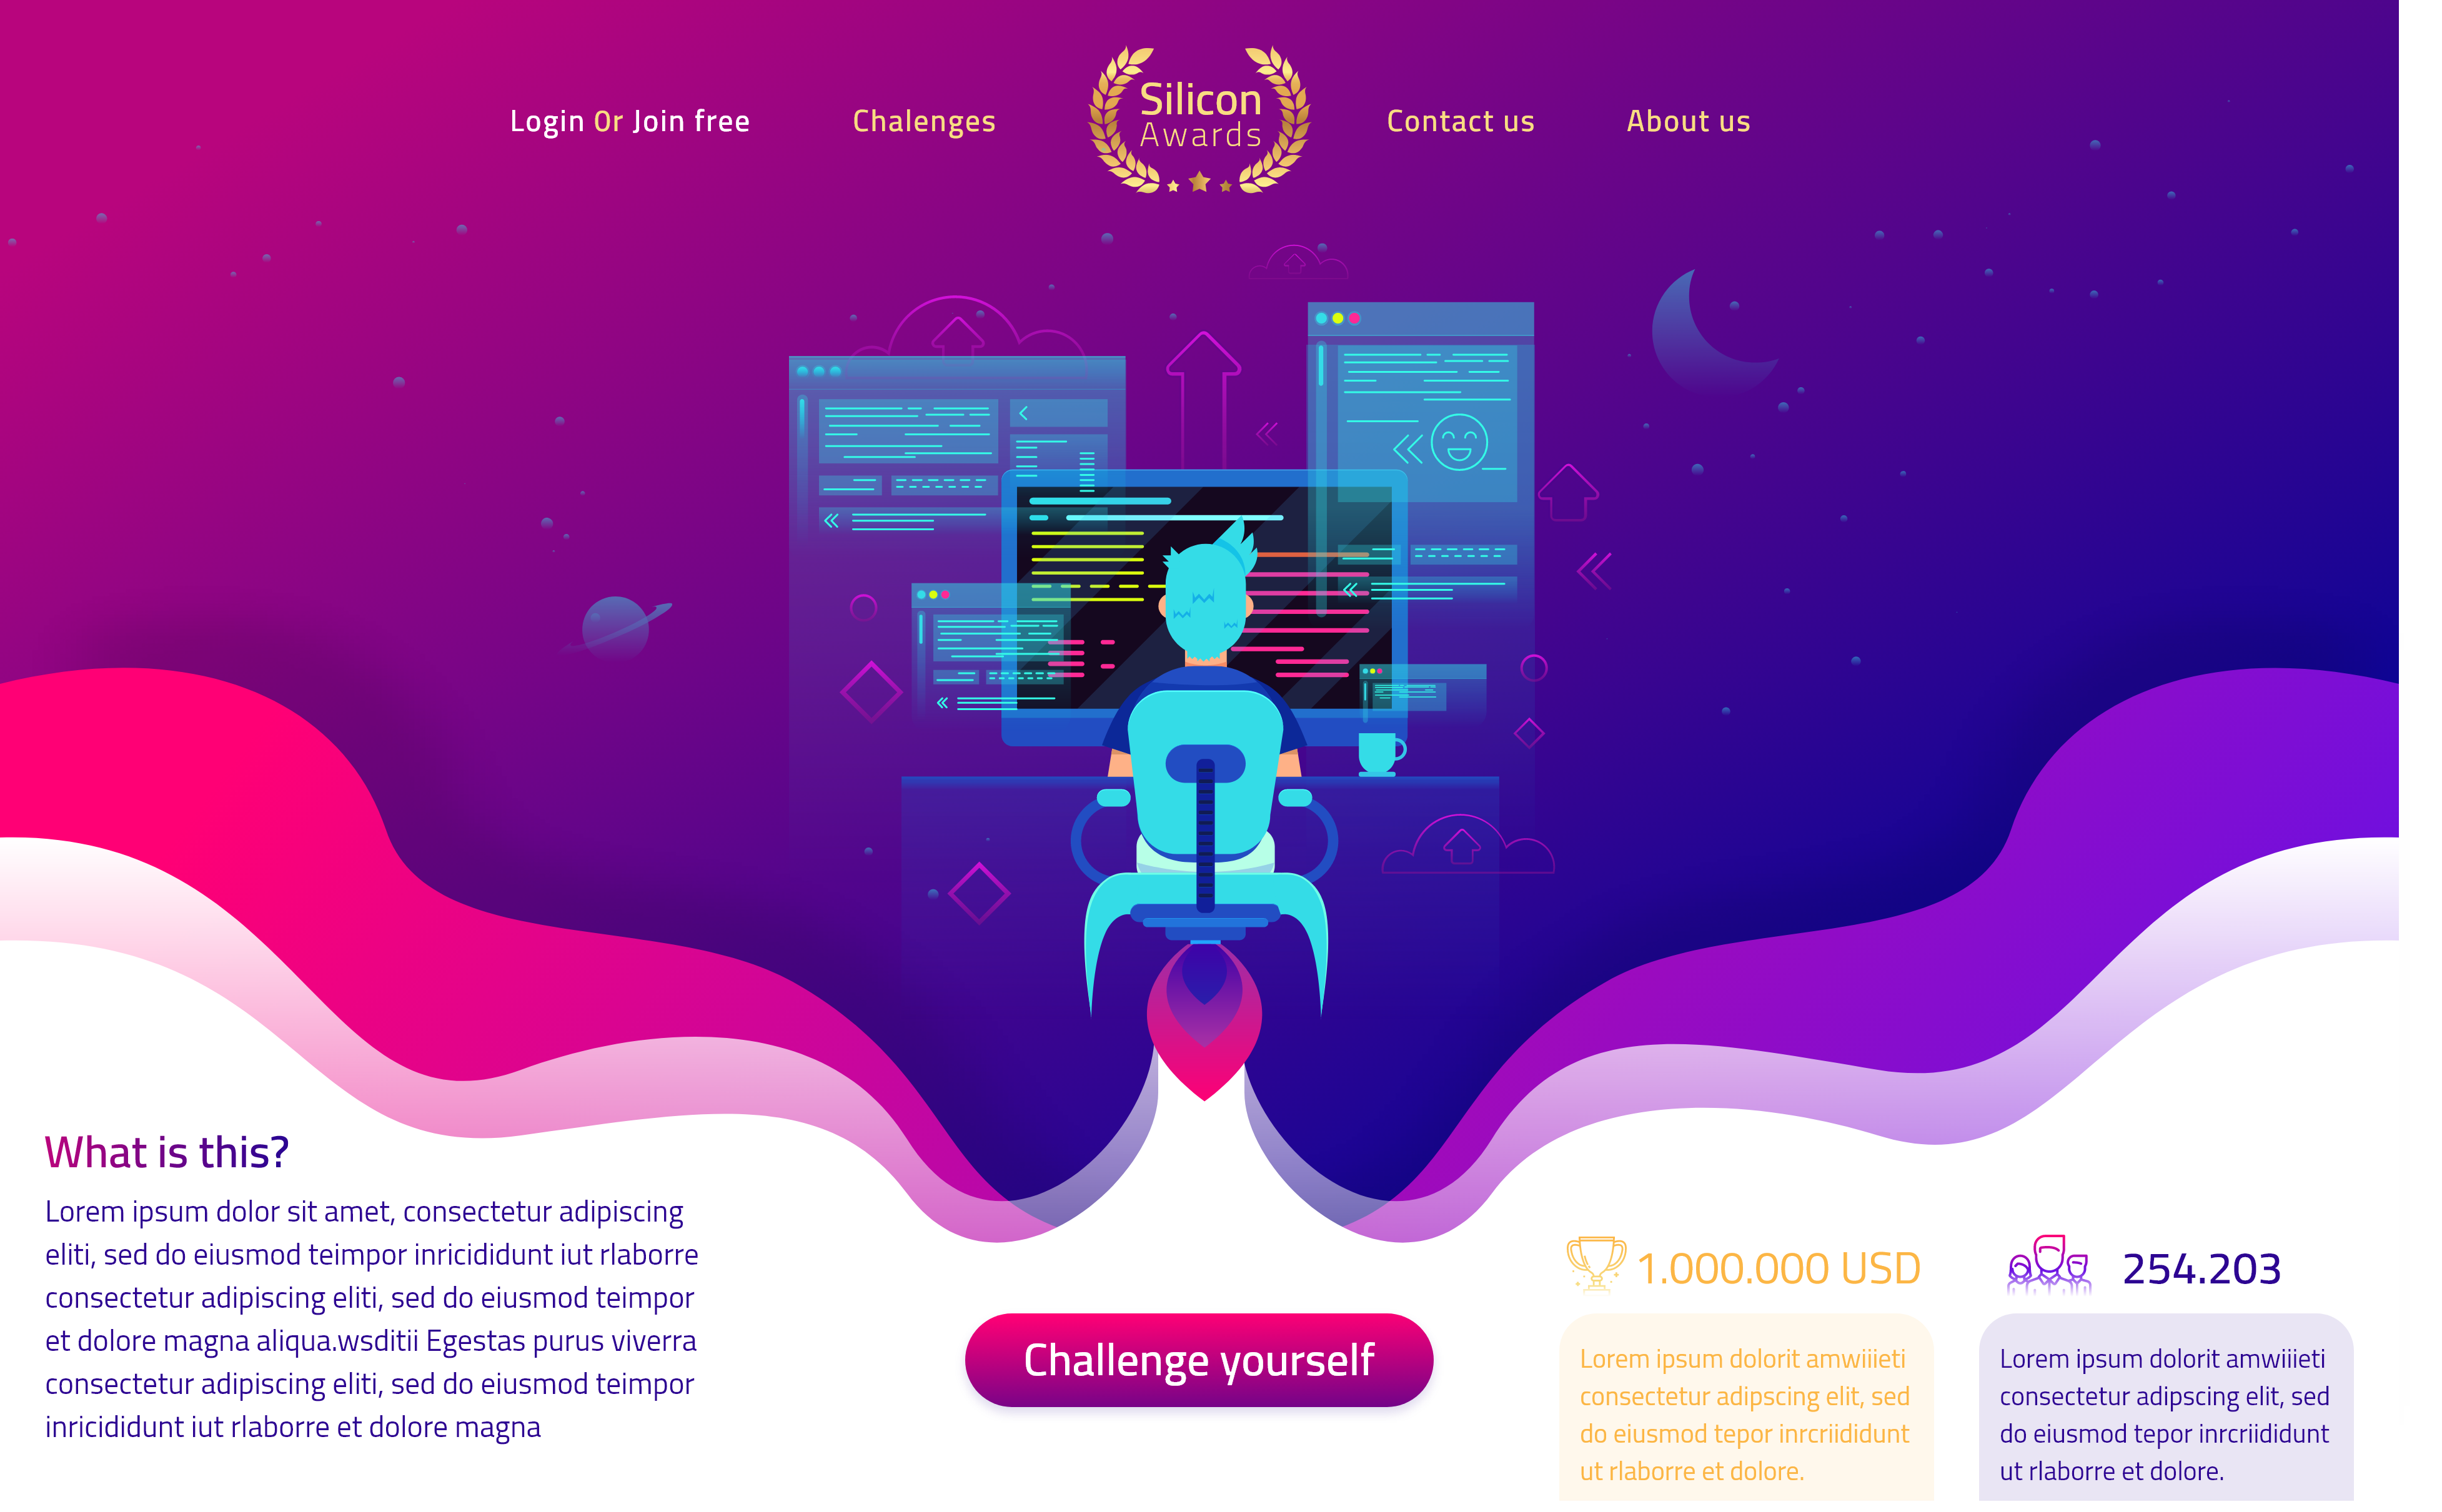 Login Or Join free
Chalenges
Silicon
Awards
Contact us
About us
What is this?
Lorem ipsum dolor sit amet, consectetur adipiscing
eliti, sed do eiusmod teimpor inricididunt iut rlaborre
consectetur adipiscing eliti, sed do eiusmod teimpor
et dolore magna aliqua.wsditii Egestas purus viverra
consectetur adipiscing eliti, sed do eiusmod teimpor
inricididunt iut rlaborre et dolore magna
Challenge yourself
1.000.000 USD
Lorem ipsum dolorit amwiiieti
consectetur adipscing elit, sed
do eiusmod tepor inrcriididunt
ut rlaborre et dolore.
254.203
Lorem ipsum dolorit amwiiieti
consectetur adipscing elit, sed
do eiusmod tepor inrcriididunt
ut rlaborre et dolore.